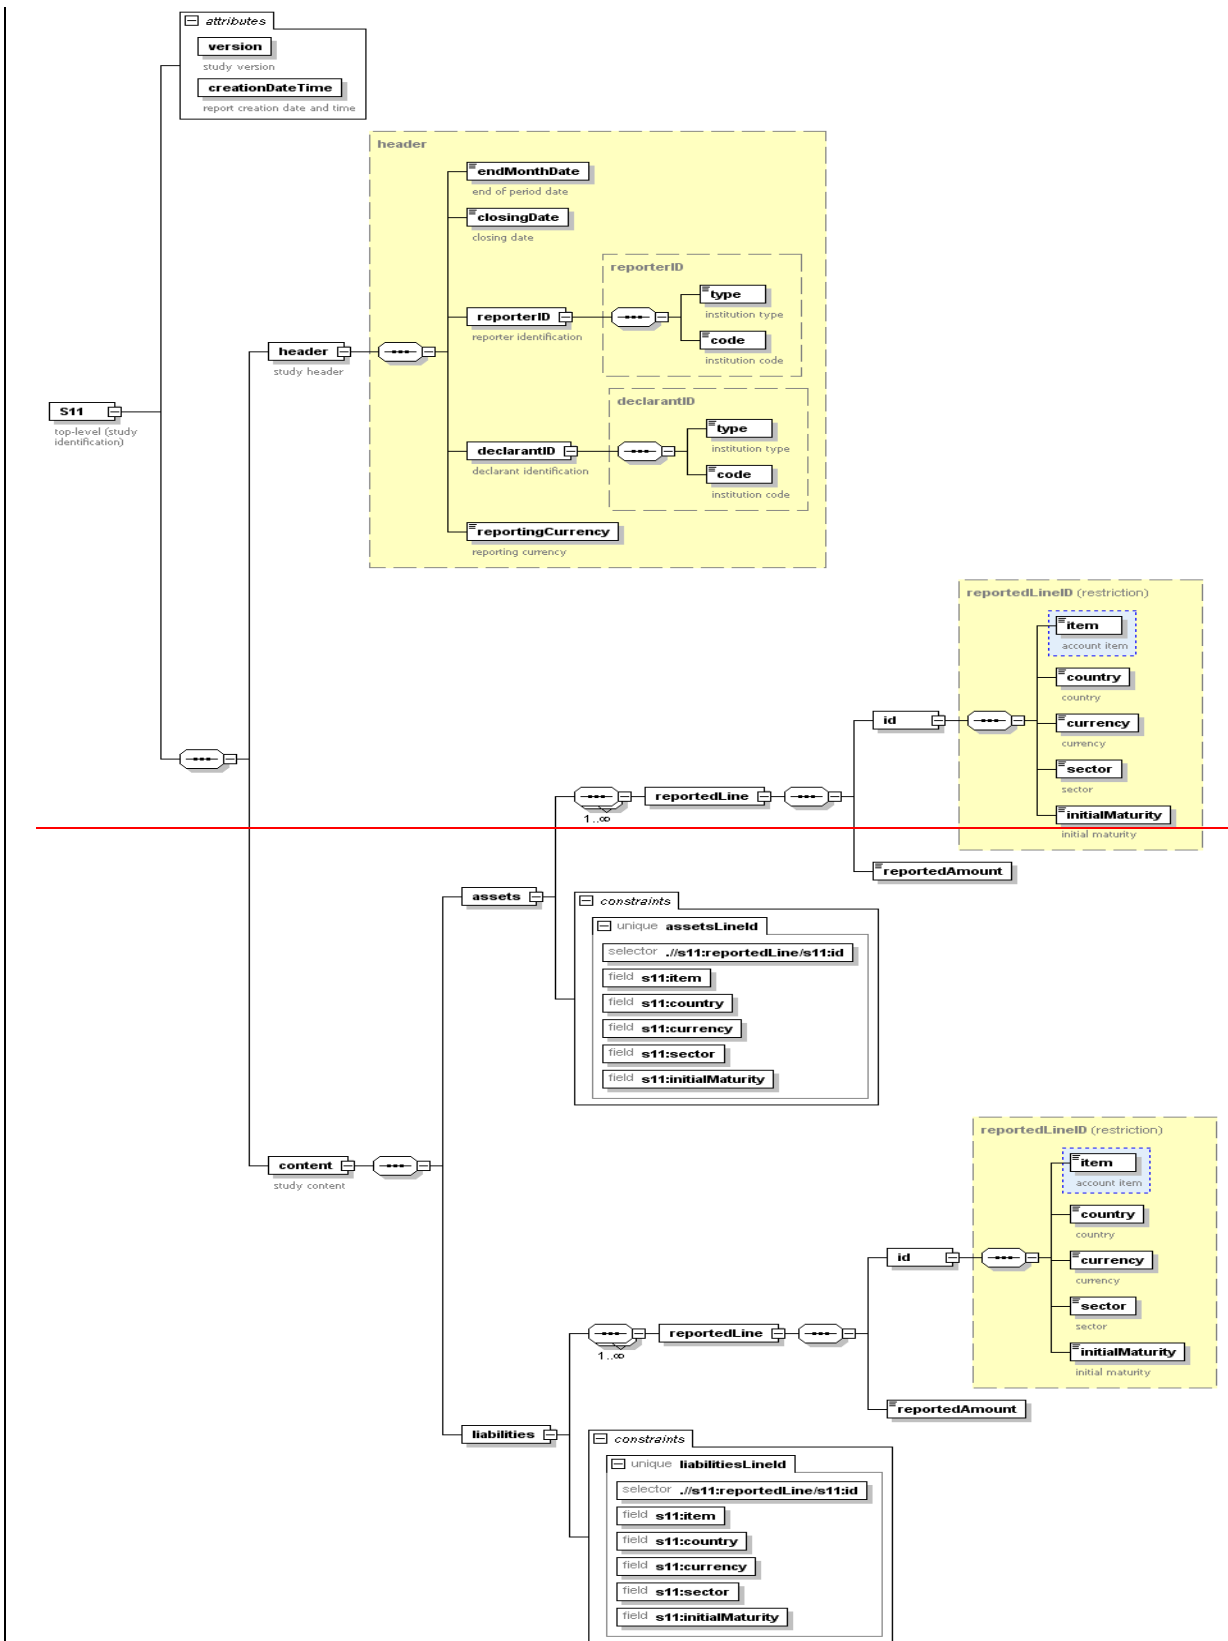 attributes
version
study version
creationDateTime
report creation date and time
header
endMonthDate
end of period date
closingDate
closing date
reporterID
type
institution type
reporterID
reporter identification
code
institution code
header
study header
declarantID
S11
top-level (study
identification)
type
institution type
declarantID
declarant identification
code
institution code
reportingCurrency
reporting currency
reportedLineID (restriction)
item
account item
country
country
id
currency
currency
sector
sector
reportedLine
1..∞
initialMaturity
initial maturity
reportedAmount
assets
constraints
unique assetsLineId
selector .//s11:reportedLine/s11:id
field s11:item
field s11:country
field s11:currency
field s11:sector
field s11:initialMaturity
reportedLineID (restriction)
content
study content
item
account item
country
country
id
currency
currency
sector
sector
reportedLine
1..∞
initialMaturity
initial maturity
reportedAmount
liabilities
constraints
unique liabilitiesLineId
selector .//s11:reportedLine/s11:id
field s11:item
field s11:country
field s11:currency
field s11:sector
field s11:initialMaturity